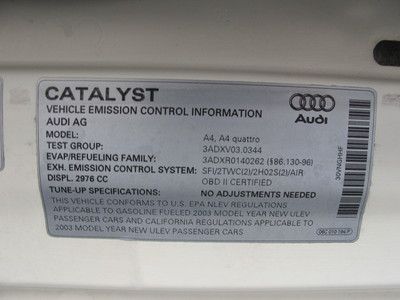 CATALYST
VEHICLE EMISSION CONTROL INFORMATION
AUDI AG
Audi
MODEL: A4, A4 quattro
TEST GROUP: 3ADXV03.0344
EVAP/REFUELING FAMILY: 3ADXR0140262 (§86.130-96)
EXH. EMISSION CONTROL SYSTEM: SFI/2TWC(2)/2HO2S(2)/AIR
DISPL. 2976 CC OBD II CERTIFIED
TUNE-UP SPECIFICATIONS: NO ADJUSTMENTS NEEDED
THIS VEHICLE CONFORMS TO U.S. EPA NLEV REGULATIONS
APPLICABLE TO GASOLINE FUELED 2003 MODEL YEAR NEW ULEV
PASSENGER CARS AND CALIFORNIA REGULATIONS APPLICABLE TO
2003 MODEL YEAR NEW ULEV PASSENGER CARS